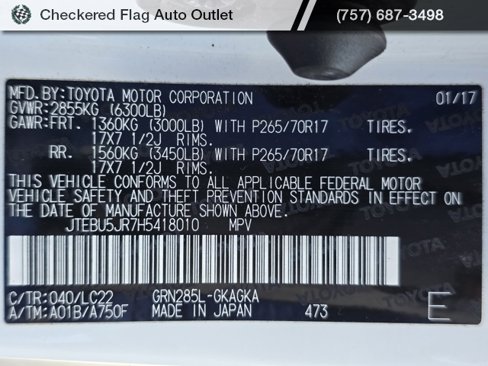 Checkered Flag Auto Outlet (757) 687-3498
MFD.BY:TOYOTA MOTOR CORPORATION 01/17
GVWR:2855KG (6300LB)
GAWR:FRT. 1360KG (3000LB) WITH P265/70R17 TIRES.
17X7 1/2J RIMS.
RR. 1560KG (3450LB) WITH P265/70R17 TIRES.
17X7 1/2J RIMS.
THIS VEHICLE CONFORMS TO ALL APPLICABLE FEDERAL MOTOR
VEHICLE SAFETY AND THEFT PREVENTION STANDARDS IN EFFECT ON
THE DATE OF MANUFACTURE SHOWN ABOVE.
JTEBU5JR7H5418010 MPV
C/TR:040/LC22 GRN285L-GKAGKA
A/TM:A01B/A750F MADE IN JAPAN 473 E